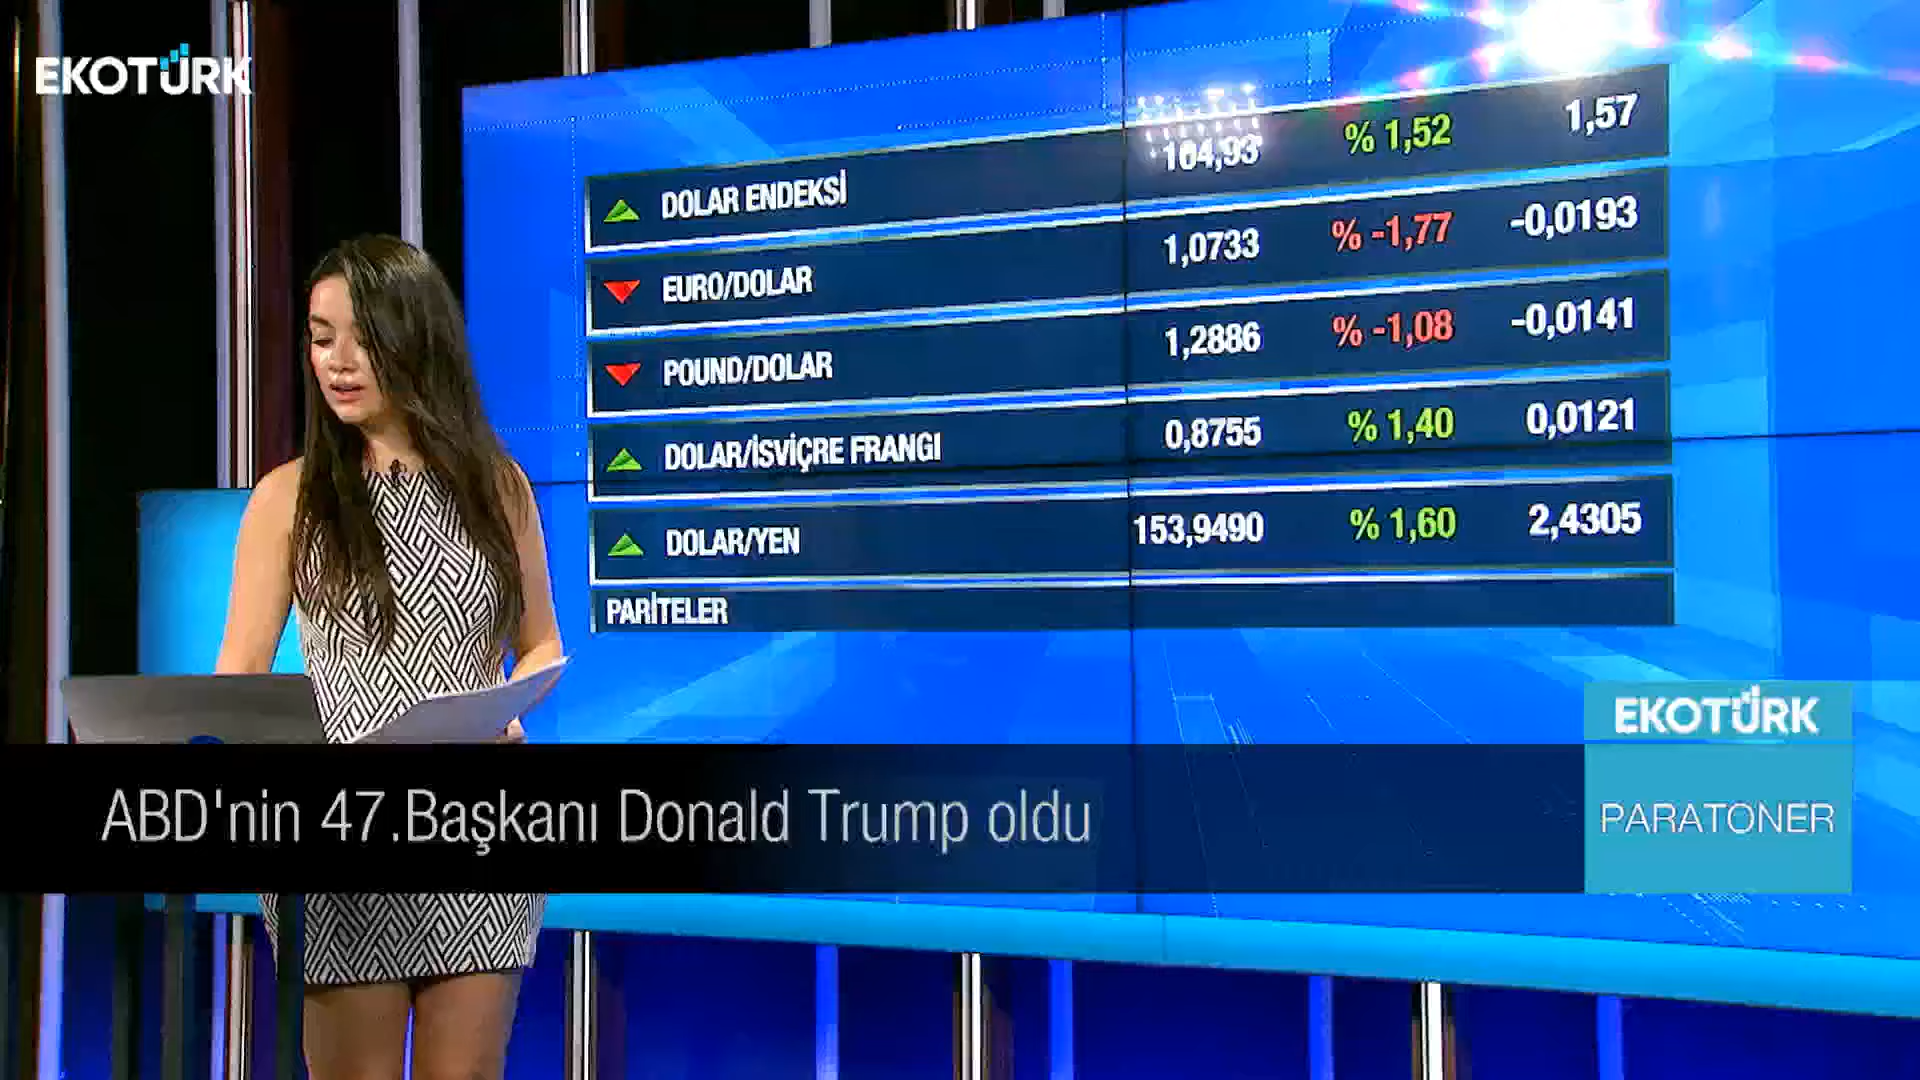 EKOTÜRK
DOLAR ENDEKSİ 104,93 % 1,52 1,57
EURO/DOLAR 1,0733 % -1,77 -0,0193
POUND/DOLAR 1,2886 % -1,08 -0,0141
DOLAR/İSVİÇRE FRANGI 0,8755 % 1,40 0,0121
DOLAR/YEN 153,9490 % 1,60 2,4305
PARİTELER
EKOTÜRK
ABD'nin 47.Başkanı Donald Trump oldu
PARATONER